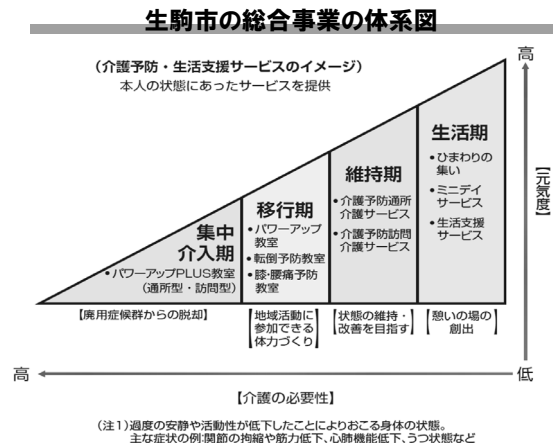 生駒市の総合事業の体系図
（介護予防・生活支援サービスのイメージ）
本人の状態にあったサービスを提供
高
【元気度】
低
集中
介入期
•パワーアップPLUS教室
（通所型・訪問型）
【廃用症候群からの脱却】
移行期
•パワーアップ
教室
•転倒予防教室
•膝・腰痛予防
教室
【地域活動に
参加できる
体力づくり】
維持期
•介護予防通所
介護サービス
•介護予防訪問
介護サービス
【状態の維持・
改善を目指す】
生活期
•ひまわりの
集い
•ミニデイ
サービス
•生活支援
サービス
【憩いの場の
創出】
高
【介護の必要性】
（注1）過度の安静や活動性が低下したことによりおこる身体の状態。
主な症状の例:関節の拘縮や筋力低下、心肺機能低下、うつ状態など